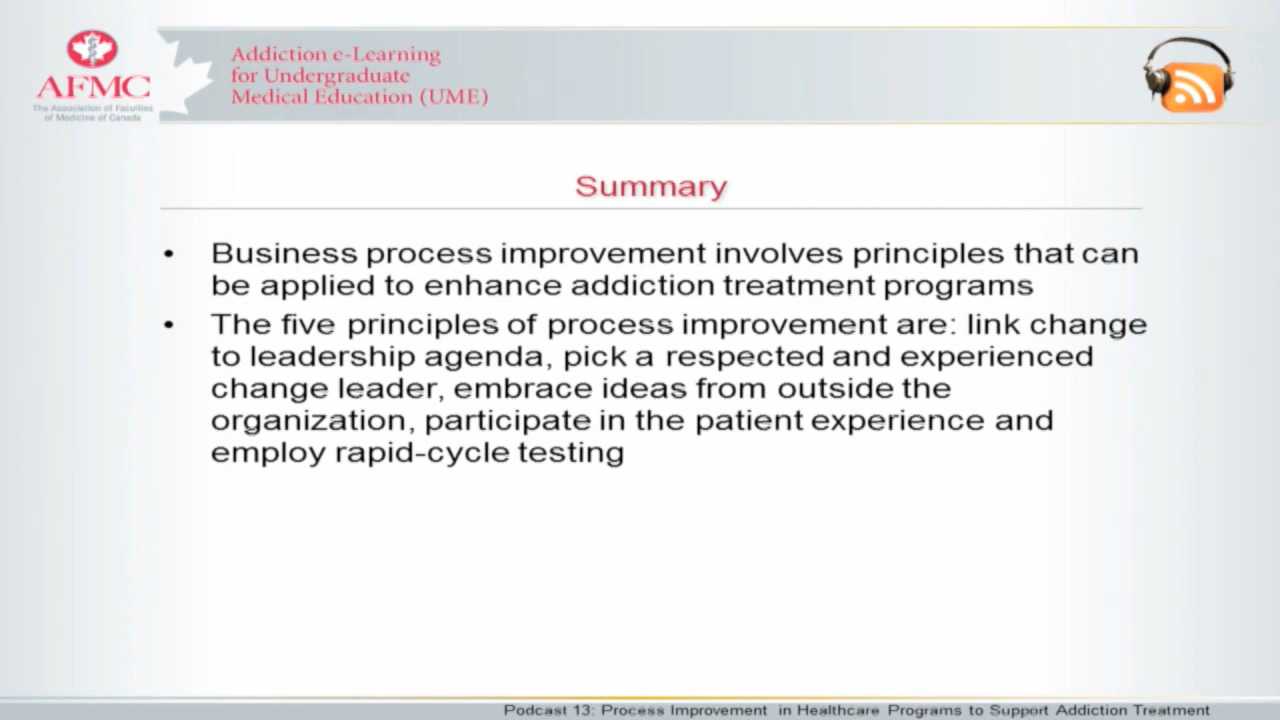 AFMC
The Association of Faculties
of Medicine of Canada
Addiction e-Learning
for Undergraduate
Medical Education (UME)
Summary
• Business process improvement involves principles that can
be applied to enhance addiction treatment programs
• The five principles of process improvement are: link change
to leadership agenda, pick a respected and experienced
change leader, embrace ideas from outside the
organization, participate in the patient experience and
employ rapid-cycle testing
Podcast 13: Process Improvement in Healthcare Programs to Support Addiction Treatment